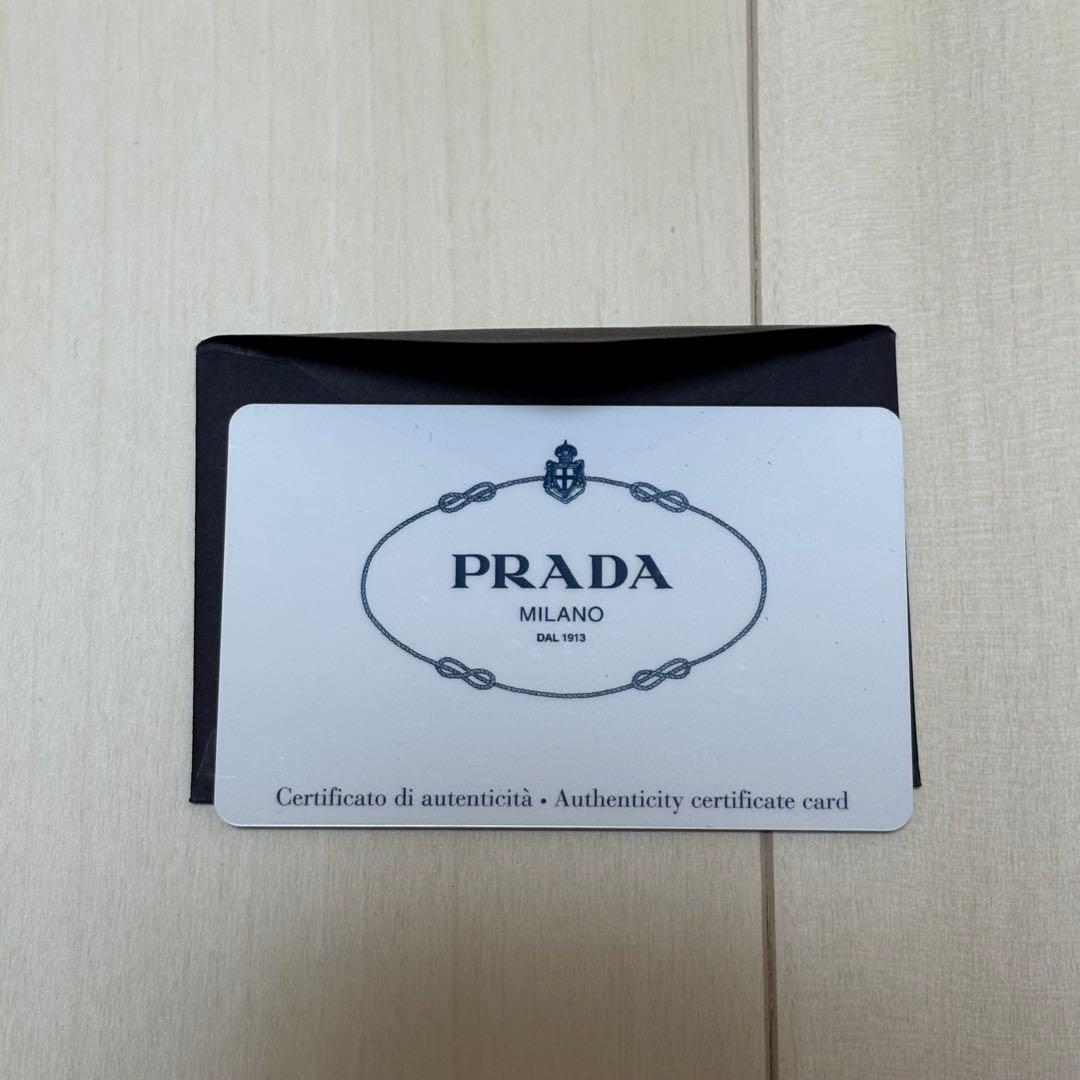 PRADA
MILANO
DAL 1913
Certificato di autenticità • Authenticity certificate card